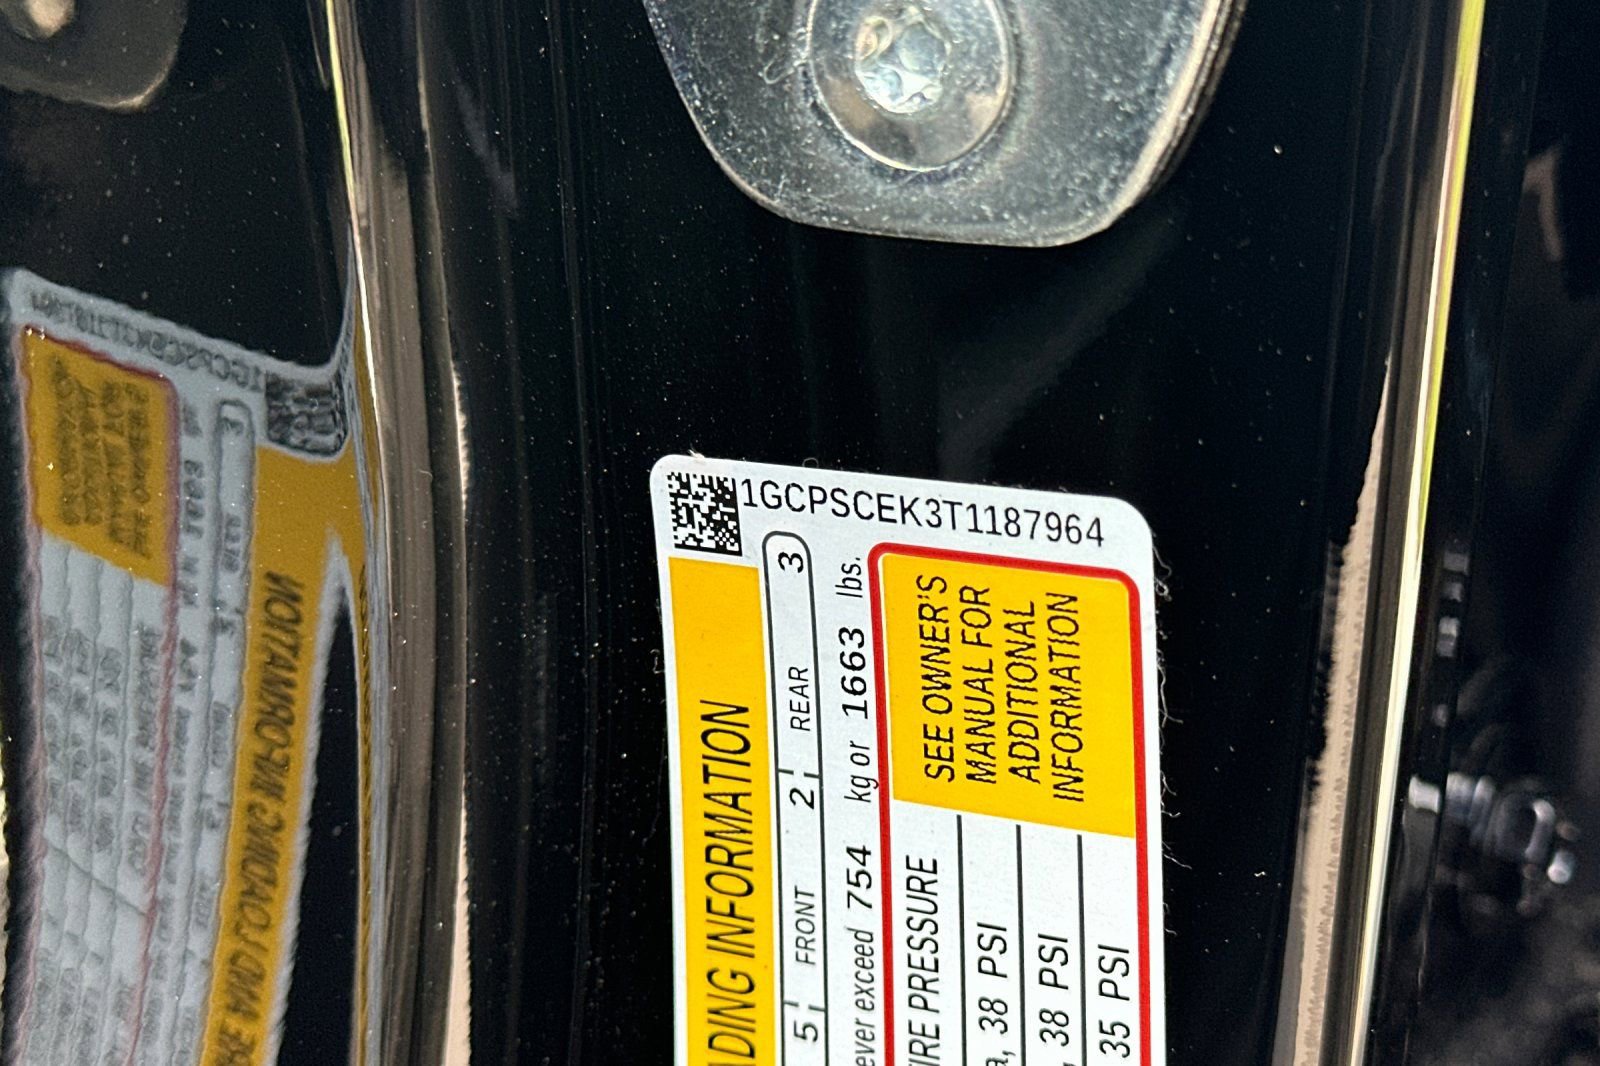 1GCPSCEK3T1187964
DING INFORMATION
5 FRONT 2 REAR 3
ever exceed 754 kg or 1663 lbs.
IRE PRESSURE
38 PSI
38 PSI
35 PSI
SEE OWNER'S
MANUAL FOR
ADDITIONAL
INFORMATION